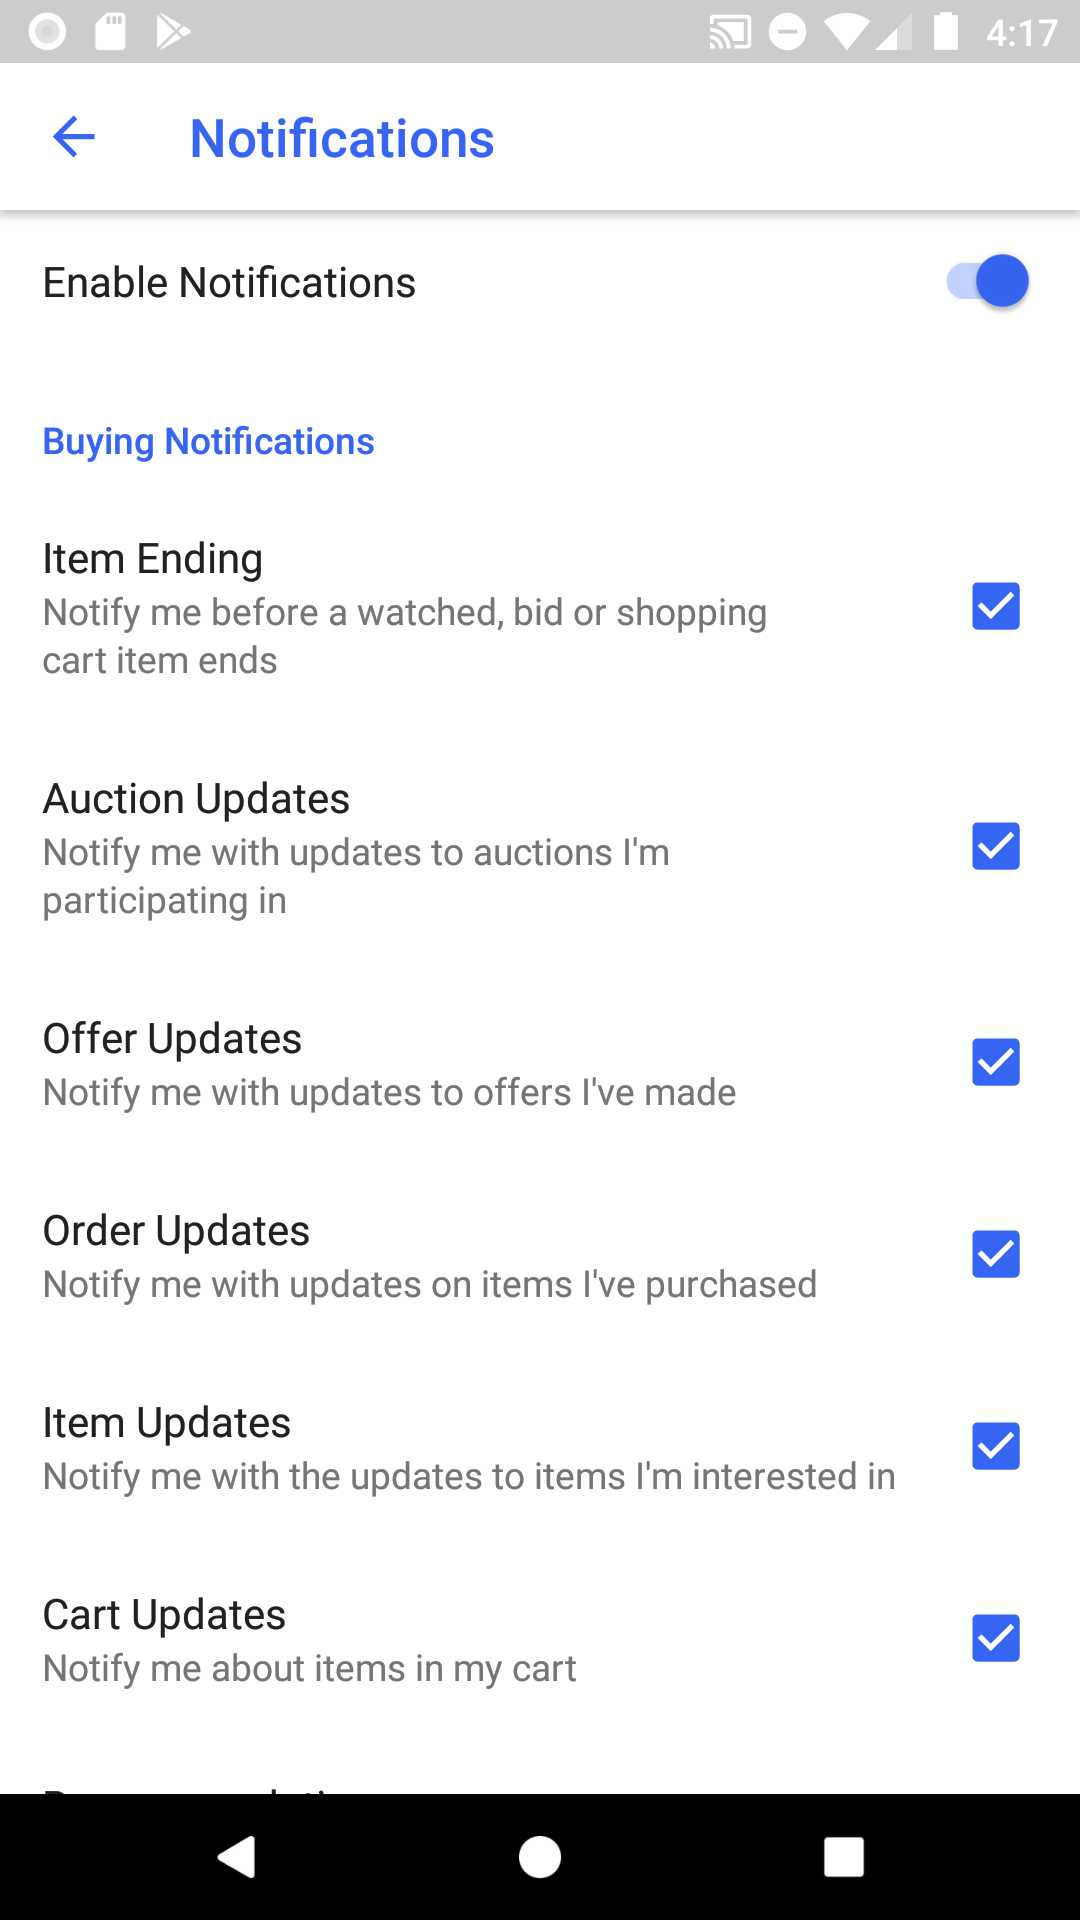 4:17
Notifications
Enable Notifications
Buying Notifications
Item Ending
Notify me before a watched, bid or shopping
cart item ends
Auction Updates
Notify me with updates to auctions I'm
participating in
Offer Updates
Notify me with updates to offers I've made
Order Updates
Notify me with updates on items I've purchased
Item Updates
Notify me with the updates to items I'm interested in
Cart Updates
Notify me about items in my cart